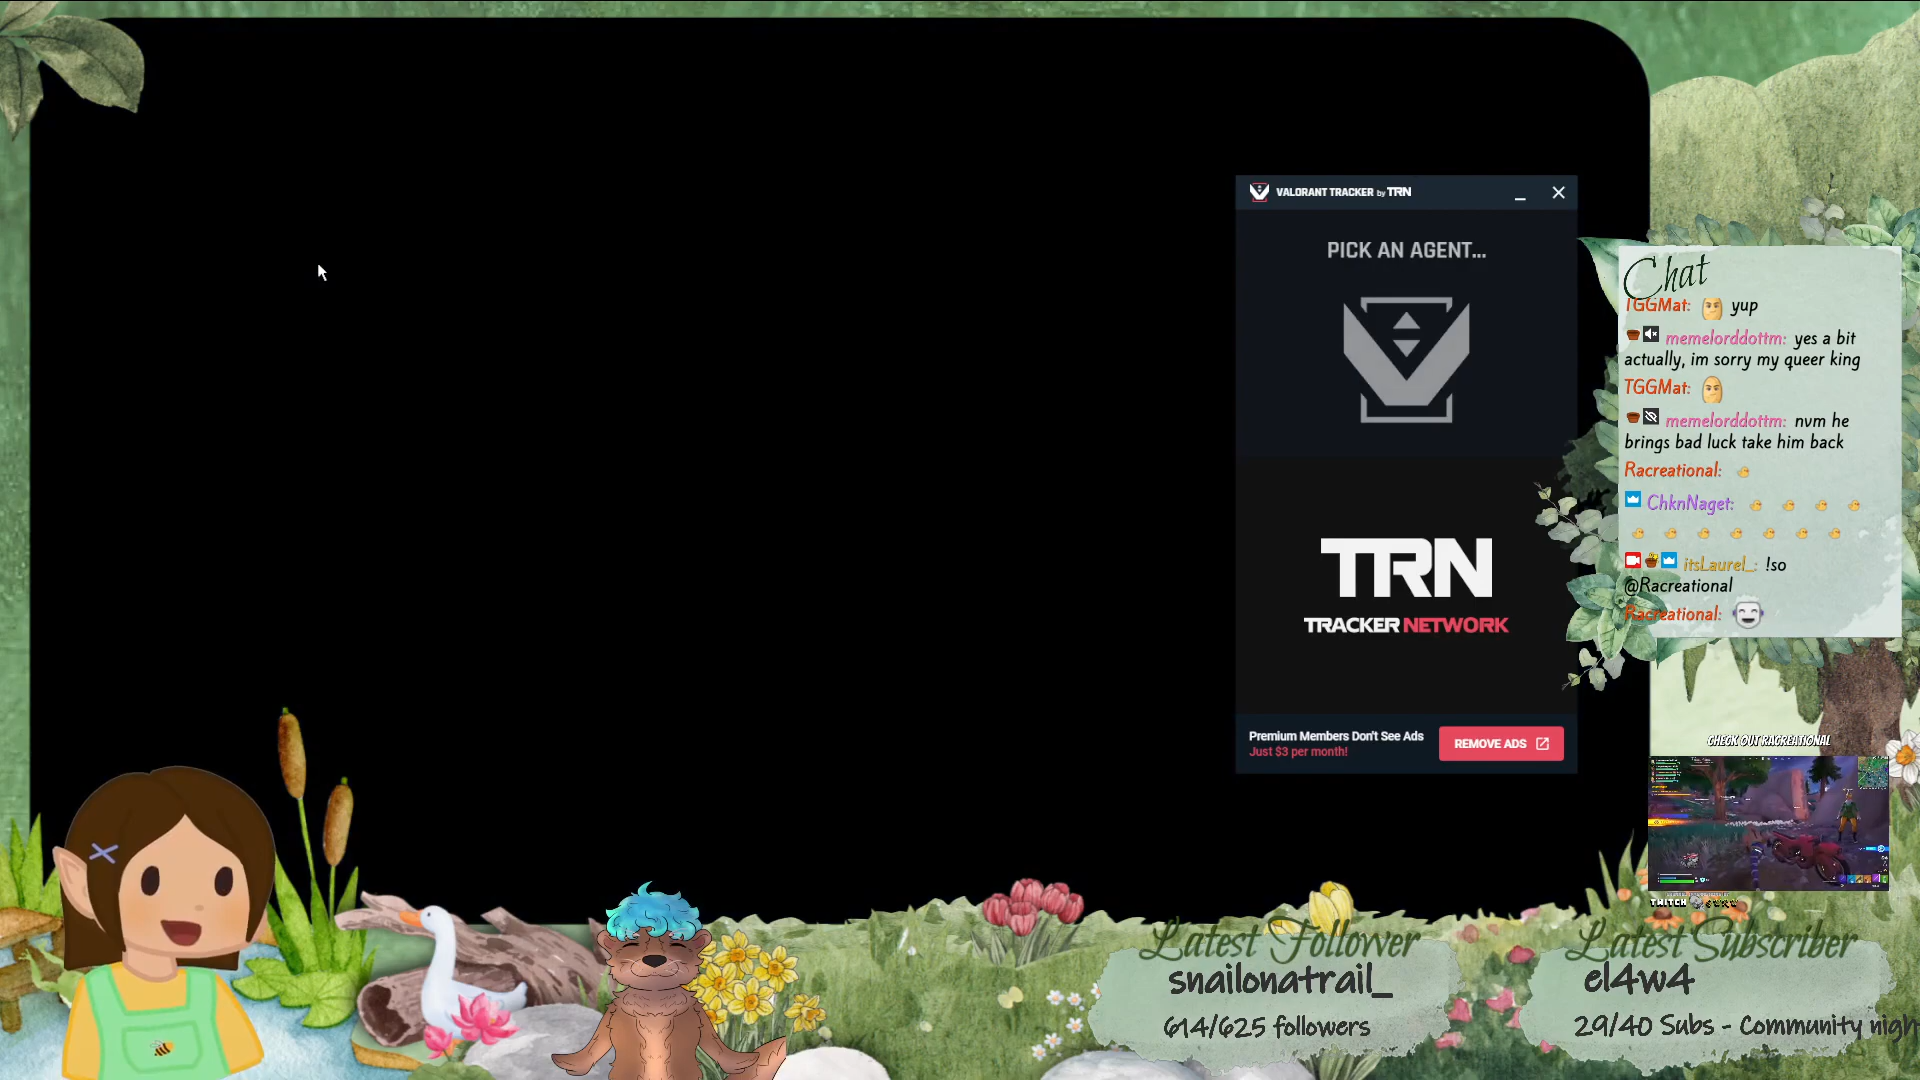 VALORANT TRACKER by TRN
PICK AN AGENT...
TRN
TRACKER NETWORK
Premium Members Don't See Ads
Just $3 per month!
REMOVE ADS
Chat
TGGMat: yup
memelorddottm: yes a bit
actually, im sorry my queer king
TGGMat:
memelorddottm: nvm he
brings bad luck take him back
Racreational:
ChknNaget:
itsLaurel_: !so
@Racreational
Racreational:
CHECK OUT RACREATIONAL
TWITCH
Latest Follower
snailonatrail_
614/625 followers
Latest Subscriber
el4w4
29/40 Subs - Community nigh